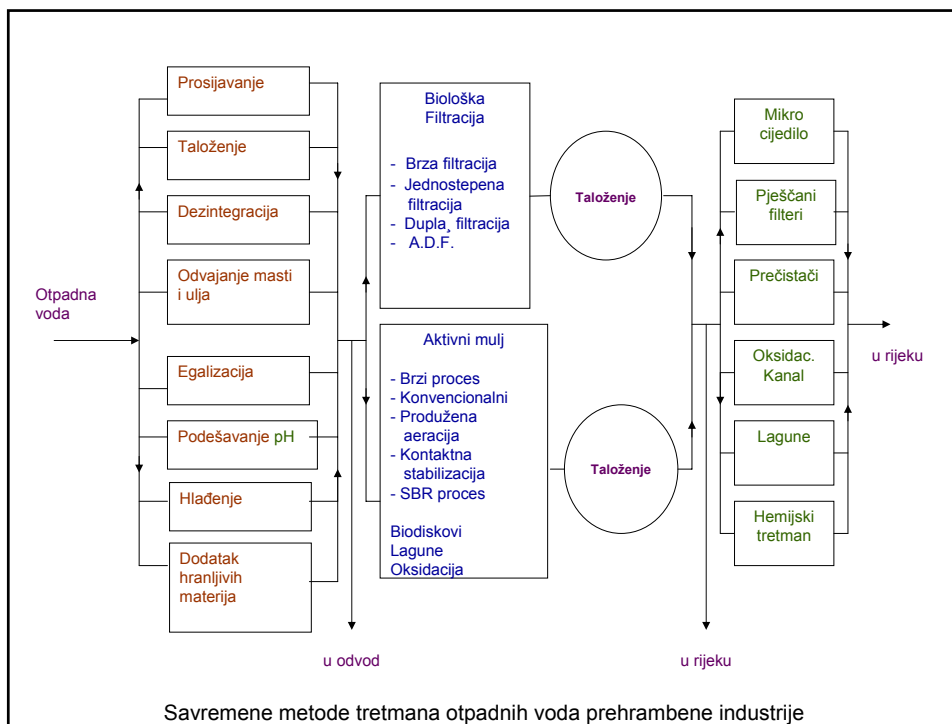 Otpadna
voda
Prosijavanje
Taloženje
Dezintegracija
Odvajanje masti
i ulja
Egalizacija
Podešavanje pH
Hlađenje
Dodatak
hranljivih
materija
u odvod
Biološka
Filtracija
- Brza filtracija
- Jednostepena
filtracija
- Dupla¸ filtracija
- A.D.F.
Aktivni mulj
- Brzi proces
- Konvencionalni
- Produžena
aeracija
- Kontaktna
stabilizacija
- SBR proces
Biodiskovi
Lagune
Oksidacija
Taloženje
Taloženje
u rijeku
Mikro
cijedilo
Pješčani
filteri
Prečistači
Oksidac.
Kanal
Lagune
Hemijski
tretman
u rijeku
Savremene metode tretmana otpadnih voda prehrambene industrije